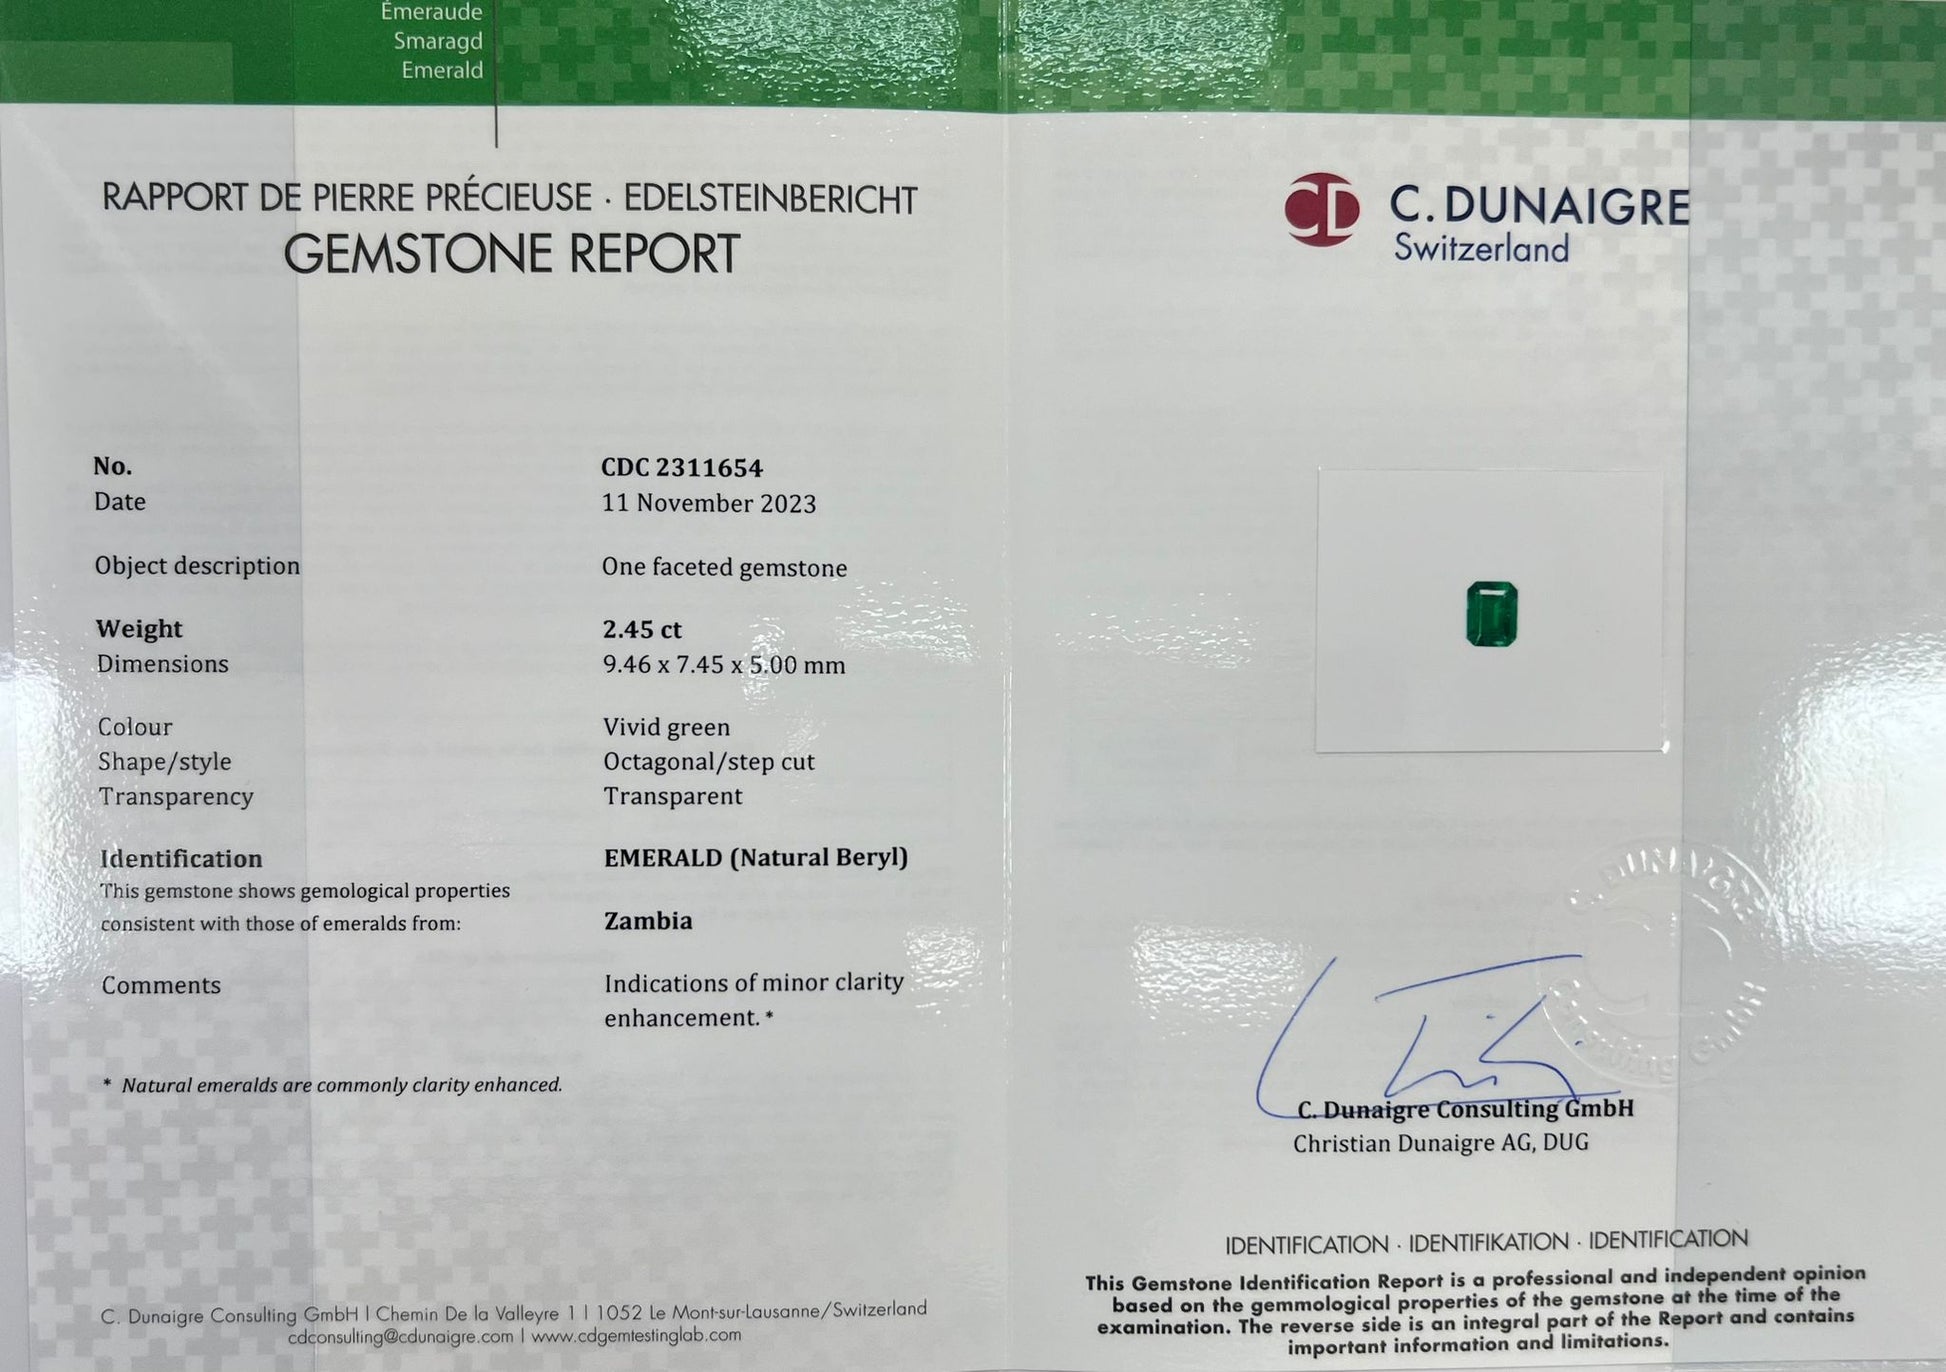 Émeraude
Smaragd
Emerald
RAPPORT DE PIERRE PRÉCIEUSE · EDELSTEINBERICHT
GEMSTONE REPORT
No. CDC 2311654
Date 11 November 2023
Object description One faceted gemstone
Weight 2.45 ct
Dimensions 9.46 x 7.45 x 5.00 mm
Colour Vivid green
Shape/style Octagonal/step cut
Transparency Transparent
Identification EMERALD (Natural Beryl)
This gemstone shows gemological properties
consistent with those of emeralds from: Zambia
Comments Indications of minor clarity
enhancement. *
* Natural emeralds are commonly clarity enhanced.
C. Dunaigre Consulting GmbH | Chemin De la Valleyre 1 | 1052 Le Mont-sur-Lausanne/Switzerland
cdconsulting@cdunaigre.com | www.cdgemtestinglab.com
CD C. DUNAIGRE
Switzerland
C. DUNAIGRE
Consulting GmbH
C. Dunaigre Consulting GmbH
Christian Dunaigre AG, DUG
IDENTIFICATION · IDENTIFIKATION · IDENTIFICATION
This Gemstone Identification Report is a professional and independent opinion
based on the gemmological properties of the gemstone at the time of the
examination. The reverse side is an integral part of the Report and contains
important information and limitations.